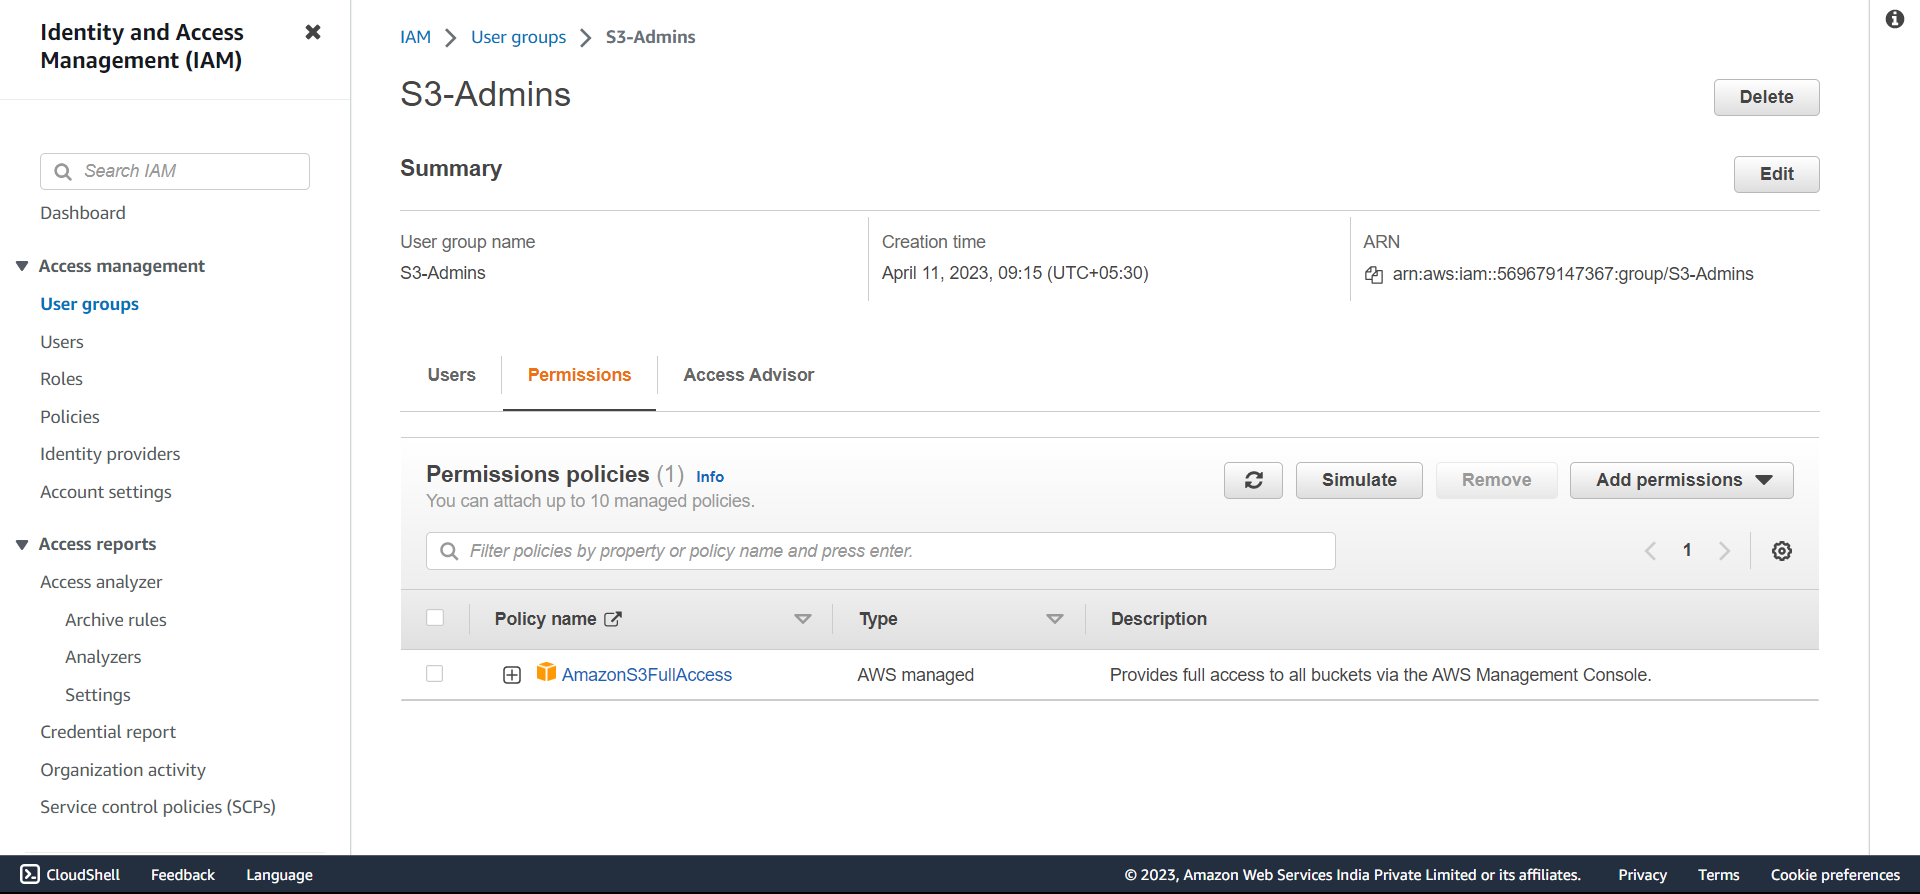 Identity and Access
Management (IAM)
Search IAM
Dashboard
Access management
User groups
Users
Roles
Policies
Identity providers
Account settings
Access reports
Access analyzer
Archive rules
Analyzers
Settings
Credential report
Organization activity
Service control policies (SCPs)
IAM User groups S3-Admins
S3-Admins
Delete
Summary
Edit
User group name
S3-Admins
Creation time
April 11, 2023, 09:15 (UTC+05:30)
ARN
arn:aws:iam::569679147367:group/S3-Admins
Users Permissions Access Advisor
Permissions policies (1) Info
You can attach up to 10 managed policies.
Simulate Remove Add permissions
Filter policies by property or policy name and press enter.
1
Policy name Type Description
AmazonS3FullAccess AWS managed Provides full access to all buckets via the AWS Management Console.
CloudShell Feedback Language © 2023, Amazon Web Services India Private Limited or its affiliates. Privacy Terms Cookie preferences